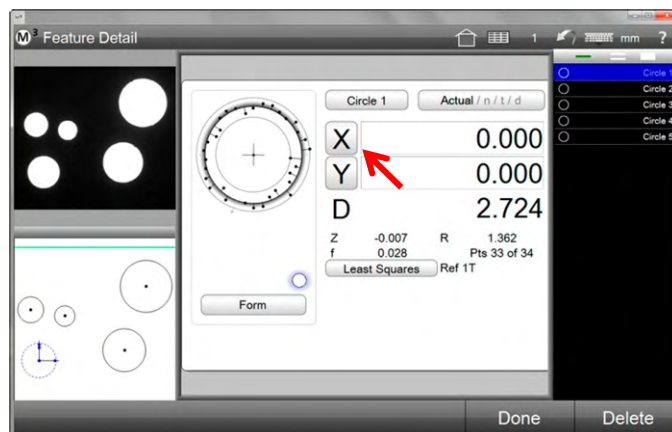 M³ Feature Detail
1
mm
?
Circle 1
Actual / n / t / d
X 0.000
Y 0.000
D 2.724
Z -0.007 R 1.362
f 0.028 Pts 33 of 34
Least Squares Ref 1T
Form
Circle 1
Circle 2
Circle 3
Circle 4
Circle 5
Done Delete